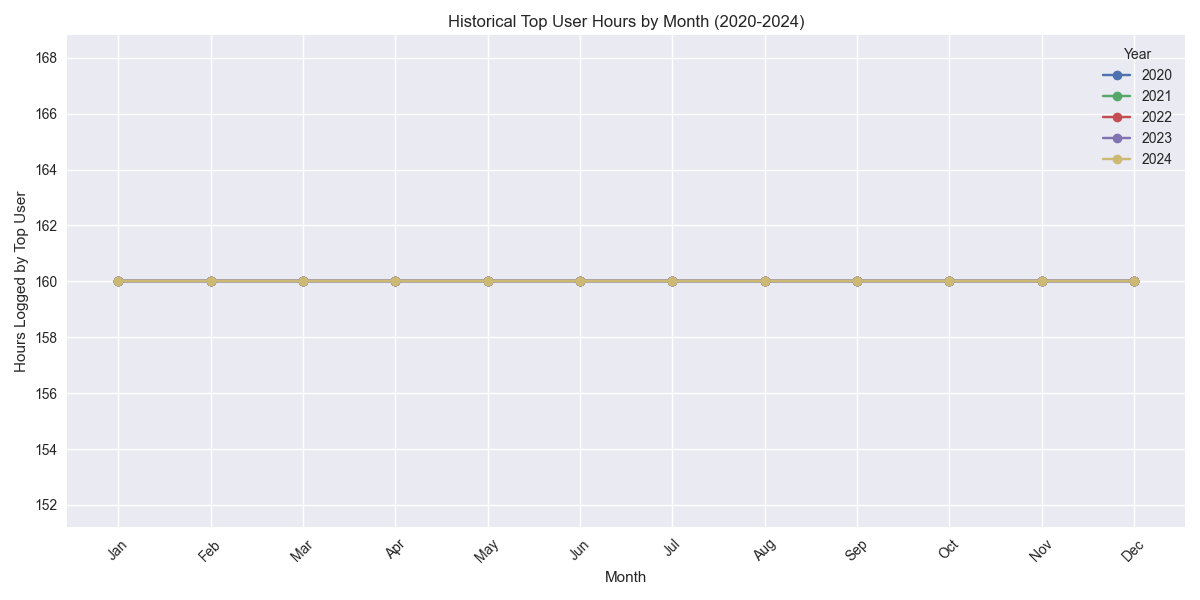 Historical Top User Hours by Month (2020-2024)
Year
2020
2021
2022
2023
2024
Hours Logged by Top User
168
166
164
162
160
158
156
154
152
Jan
Feb
Mar
Apr
May
Jun
Jul
Aug
Sep
Oct
Nov
Dec
Month